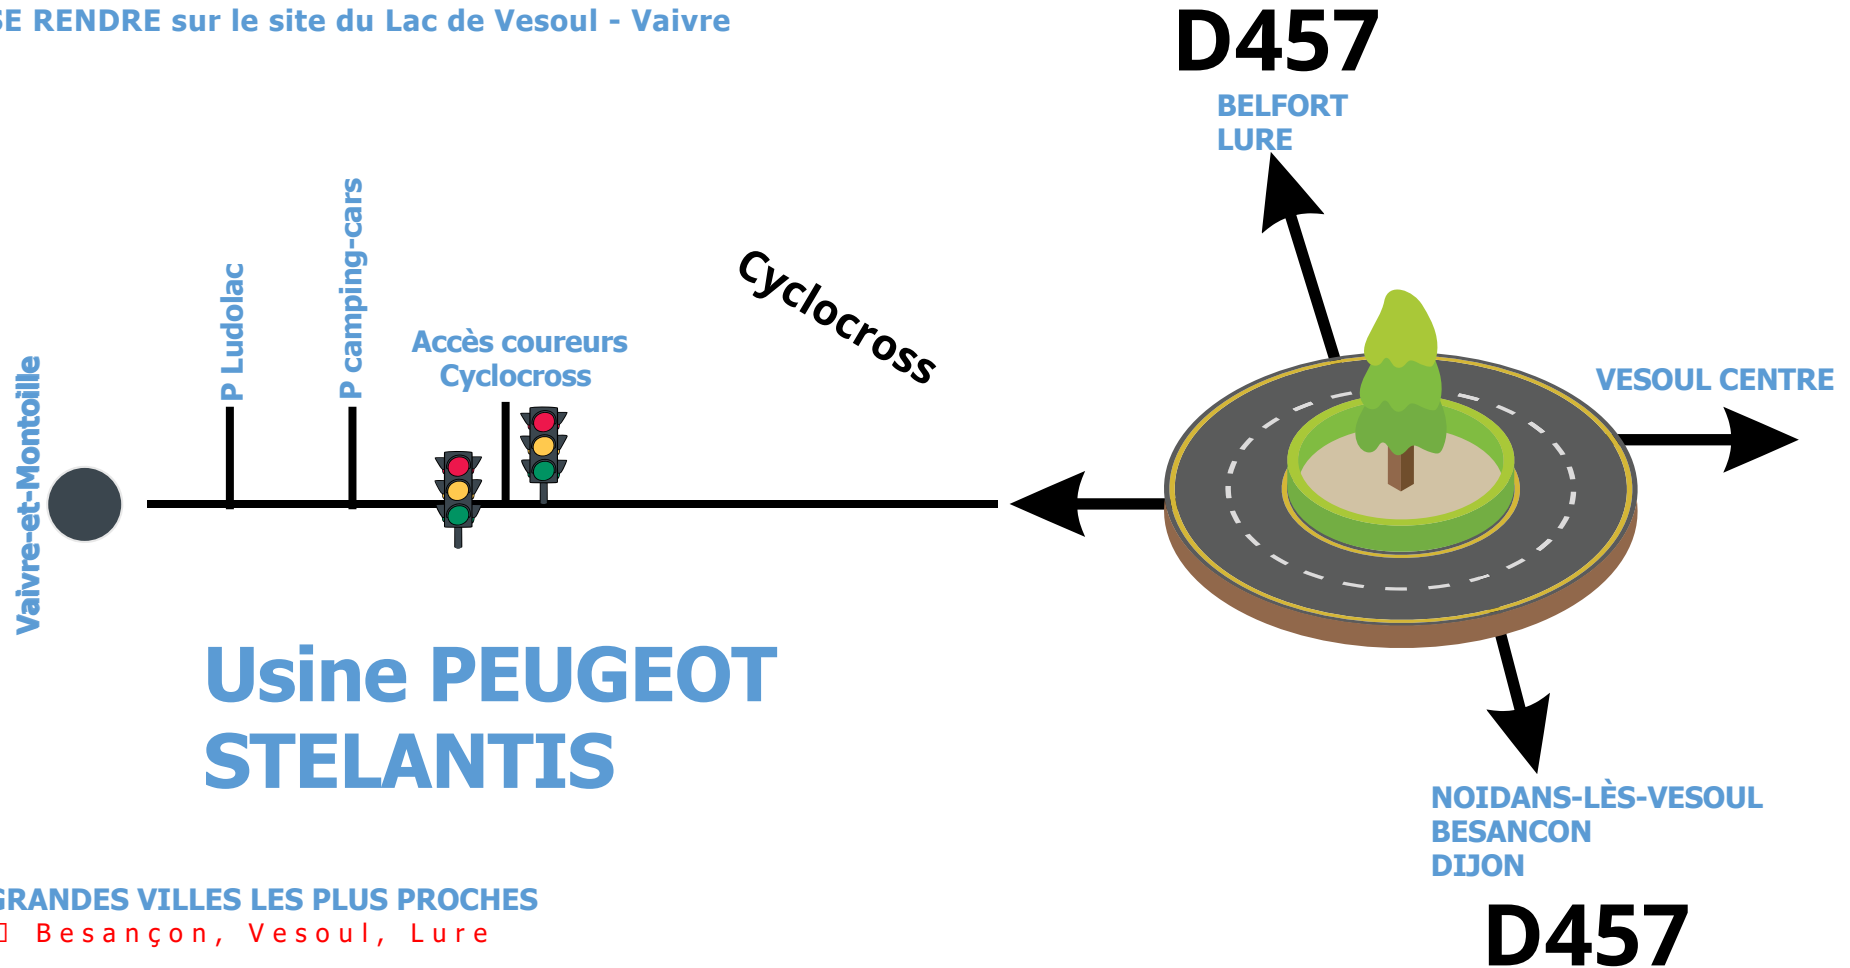 SE RENDRE sur le site du Lac de Vesoul - Vaivre
D457
BELFORT
LURE
P camping-cars
P Ludolac
Cyclocross
Accès coureurs
Cyclocross
Vaivre-et-Montoille
VESOUL CENTRE
Usine PEUGEOT
STELANTIS
NOIDANS-LÈS-VESOUL
BESANCON
DIJON
GRANDES VILLES LES PLUS PROCHES
Besançon, Vesoul, Lure
D457